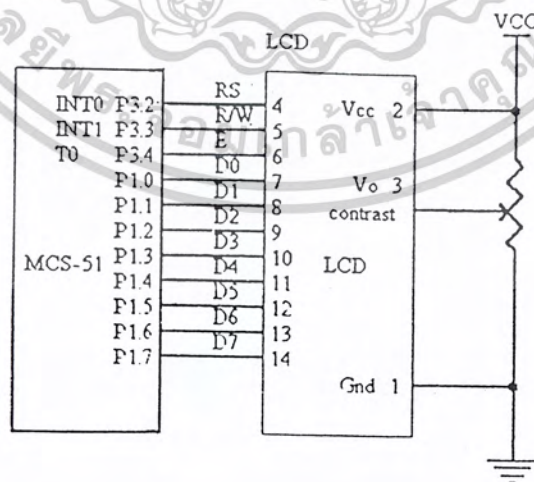 VCC
LCD
INT0 P3.2 RS 4 Vcc 2
INT1 P3.3 R/W 5
T0 P3.4 E 6
P1.0 D0 7 Vo 3
P1.1 D1 8 contrast
P1.2 D2 9
P1.3 D3 10
MCS-51 P1.4 D4 11 LCD
P1.5 D5 12
P1.6 D6 13
P1.7 D7 14
Gnd 1